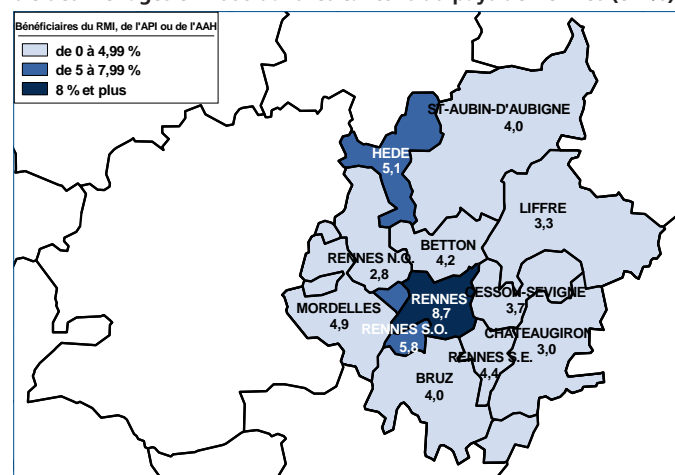 Bénéficiaires du RMI, de l'API ou de l'AAH
de 0 à 4,99 %
de 5 à 7,99 %
8 % et plus
ST-AUBIN-D'AUBIGNE
4,0
HEDE
5,1
LIFFRE
3,3
BETTON
4,2
RENNES N.O.
2,8
CESSON-SEVIGNE
3,7
RENNES
8,7
MORDELLES
4,9
RENNES S.O.
5,8
CHATEAUGIRON
3,0
RENNES S.E.
4,4
BRUZ
4,0